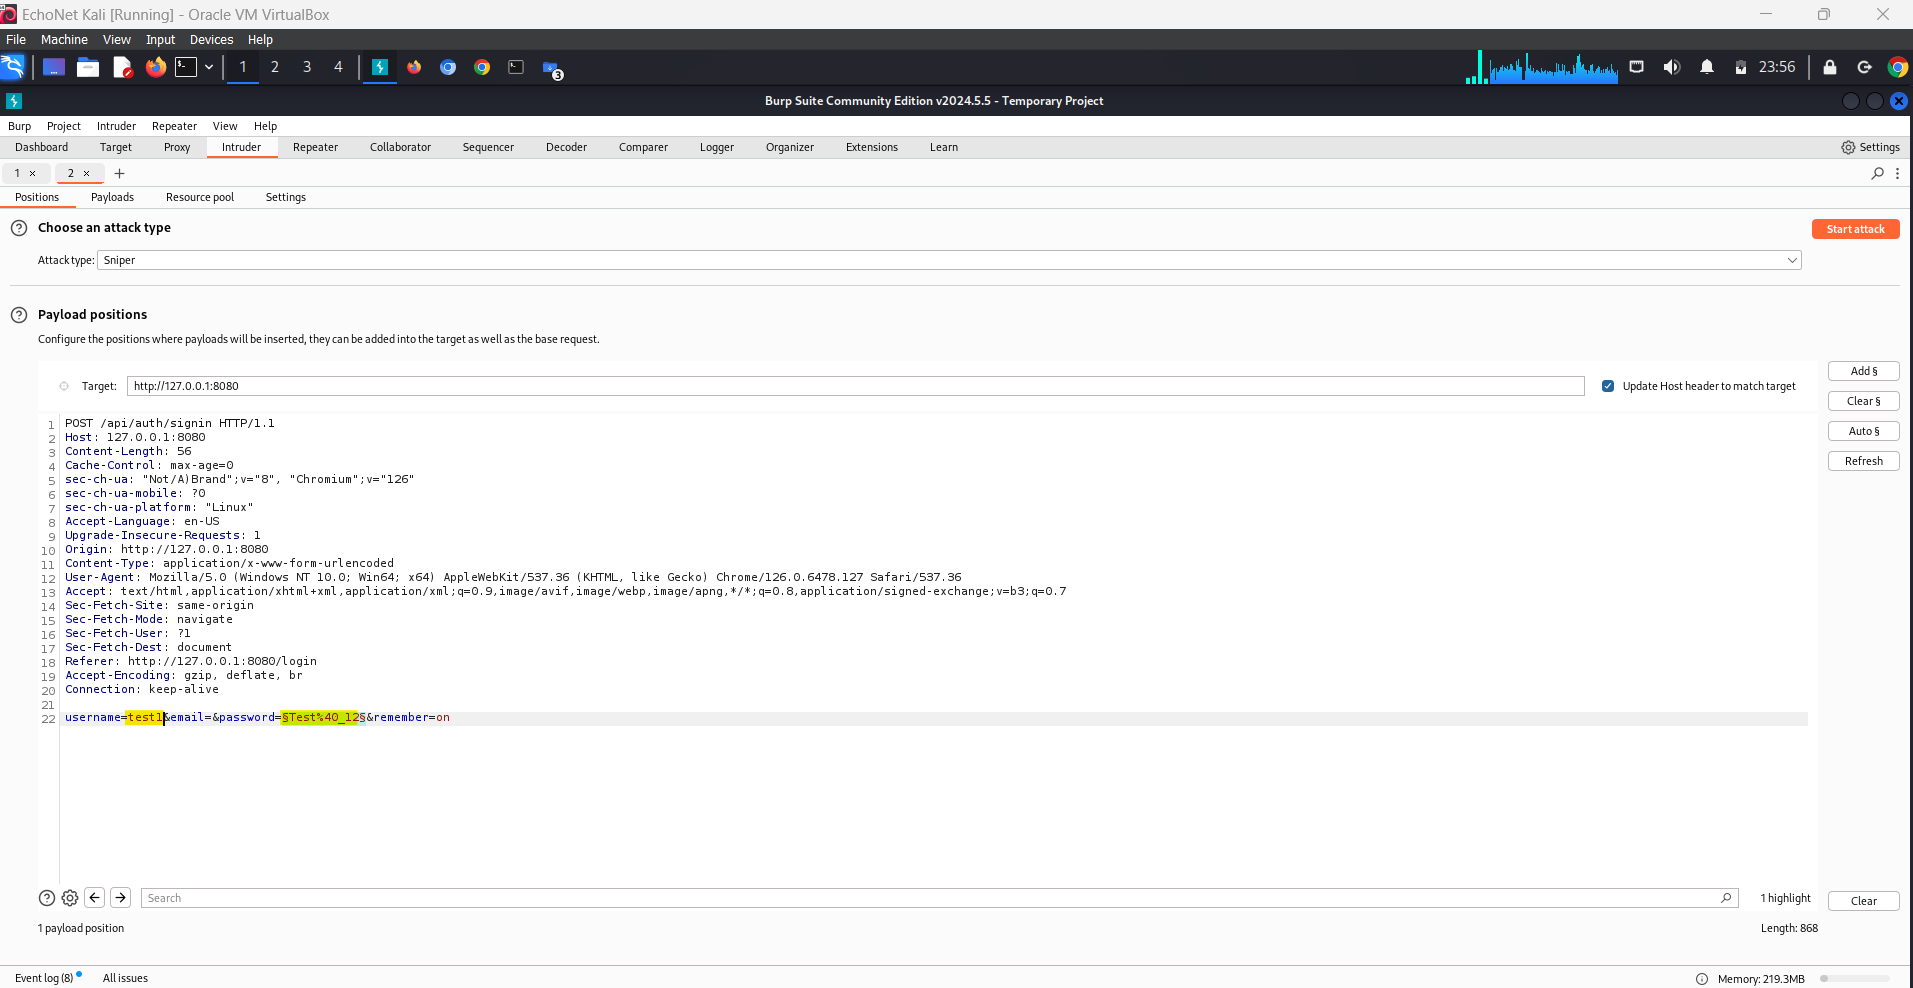 EchoNet Kali [Running] - Oracle VM VirtualBox
File Machine View Input Devices Help
1 2 3 4 3 23:56
Burp Suite Community Edition v2024.5.5 - Temporary Project
Burp Project Intruder Repeater View Help
Dashboard Target Proxy Intruder Repeater Collaborator Sequencer Decoder Comparer Logger Organizer Extensions Learn Settings
1 × 2 × +
Positions Payloads Resource pool Settings
Choose an attack type
Start attack
Attack type: Sniper
Payload positions
Configure the positions where payloads will be inserted, they can be added into the target as well as the base request.
Target: http://127.0.0.1:8080 Update Host header to match target
Add §
Clear §
Auto §
Refresh
1 POST /api/auth/signin HTTP/1.1
2 Host: 127.0.0.1:8080
3 Content-Length: 56
4 Cache-Control: max-age=0
5 sec-ch-ua: "Not/A)Brand";v="8", "Chromium";v="126"
6 sec-ch-ua-mobile: ?0
7 sec-ch-ua-platform: "Linux"
8 Accept-Language: en-US
9 Upgrade-Insecure-Requests: 1
10 Origin: http://127.0.0.1:8080
11 Content-Type: application/x-www-form-urlencoded
12 User-Agent: Mozilla/5.0 (Windows NT 10.0; Win64; x64) AppleWebKit/537.36 (KHTML, like Gecko) Chrome/126.0.6478.127 Safari/537.36
13 Accept: text/html,application/xhtml+xml,application/xml;q=0.9,image/avif,image/webp,image/apng,*/*;q=0.8,application/signed-exchange;v=b3;q=0.7
14 Sec-Fetch-Site: same-origin
15 Sec-Fetch-Mode: navigate
16 Sec-Fetch-User: ?1
17 Sec-Fetch-Dest: document
18 Referer: http://127.0.0.1:8080/login
19 Accept-Encoding: gzip, deflate, br
20 Connection: keep-alive
21
22 username=test1&email=&password=§Test%40_12§&remember=on
Search 1 highlight Clear
1 payload position Length: 868
Event log (8) All issues Memory: 219.3MB